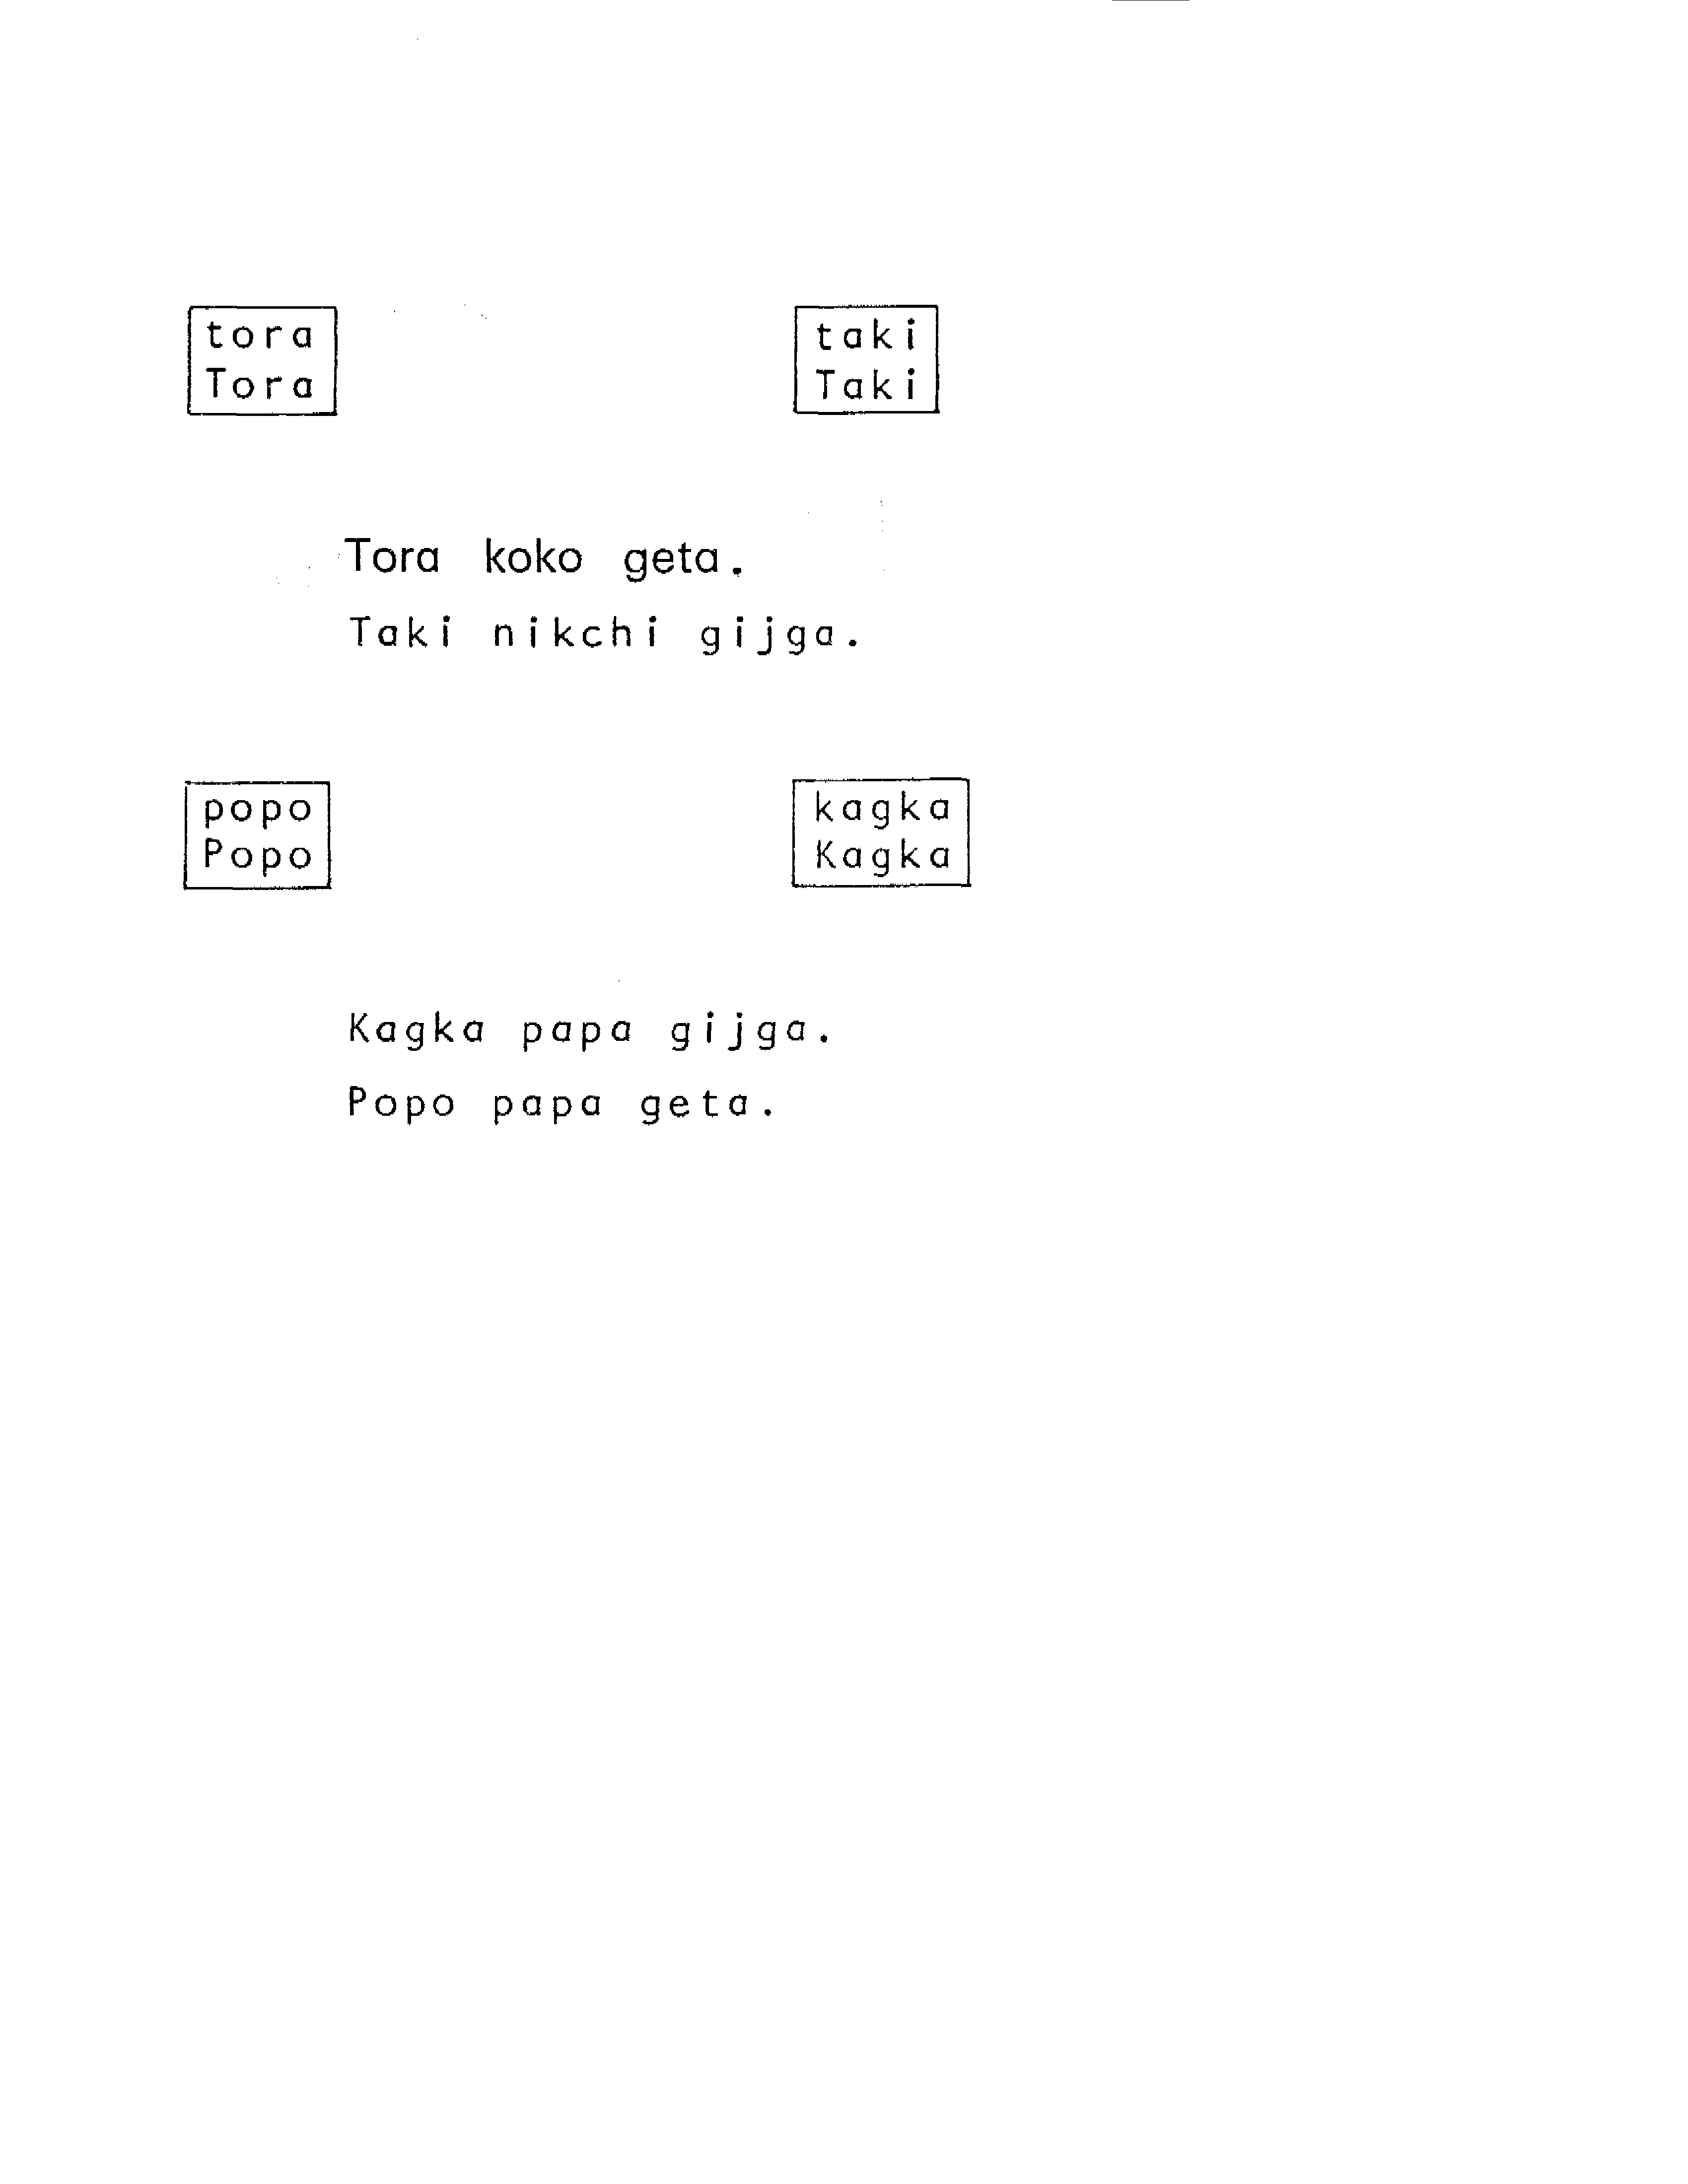 tora
Tora
taki
Taki
Tora koko geta.
Taki nikchi gijga.
popo
Popo
kagka
Kagka
Kagka papa gijga.
Popo papa geta.